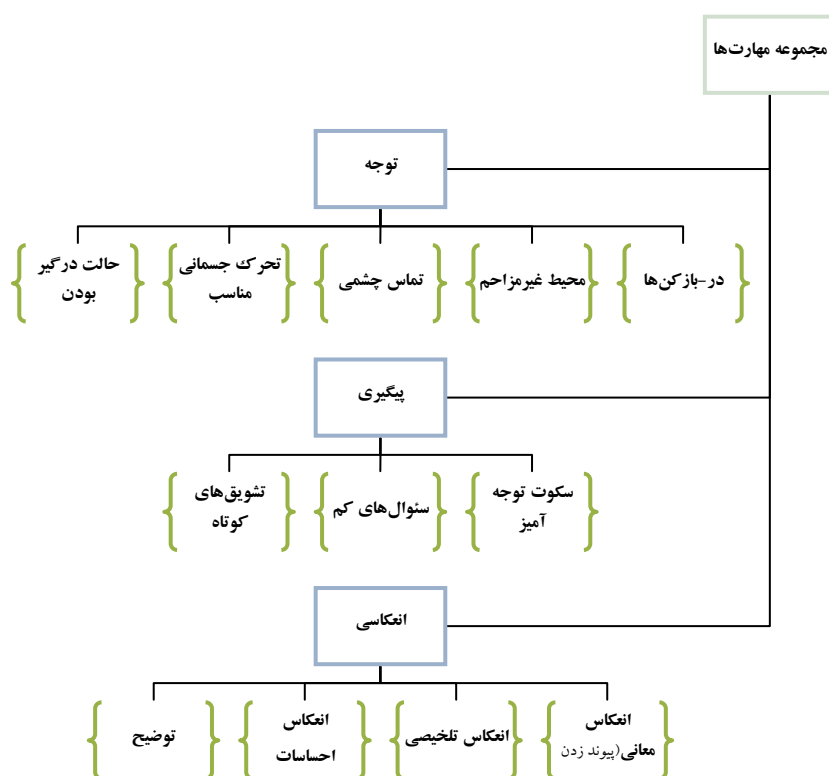 مجموعه مهارت‌ها
توجه
در-بازکن‌ها
محیط غیرمزاحم
تماس چشمی
تحرک جسمانی
مناسب
حالت درگیر
بودن
پیگیری
سکوت توجه
آمیز
سئوال‌های کم
تشویق‌های
کوتاه
انعکاسی
انعکاس
معانی(پیوند زدن
انعکاس تلخیصی
انعکاس
احساسات
توضیح